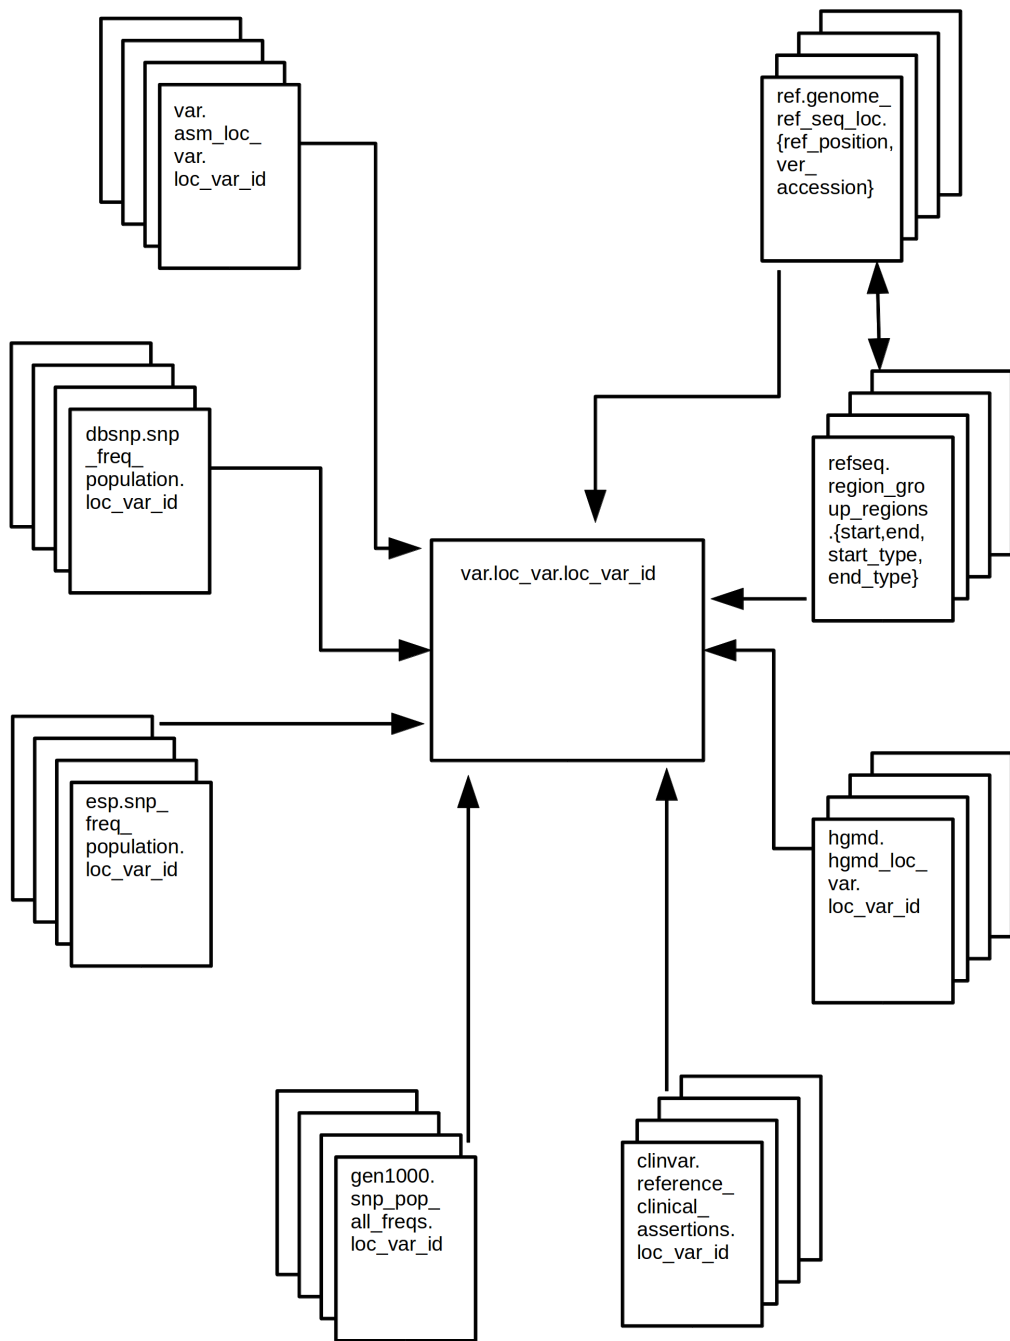 var.
asm_loc_
var.
loc_var_id
ref.genome_
ref_seq_loc.
{ref_position,
ver_
accession}
dbsnp.snp
_freq_
population.
loc_var_id
refseq.
region_gro
up_regions
.{start,end,
start_type,
end_type}
var.loc_var.loc_var_id
esp.snp_
freq_
population.
loc_var_id
hgmd.
hgmd_loc_
var.
loc_var_id
gen1000.
snp_pop_
all_freqs.
loc_var_id
clinvar.
reference_
clinical_
assertions.
loc_var_id